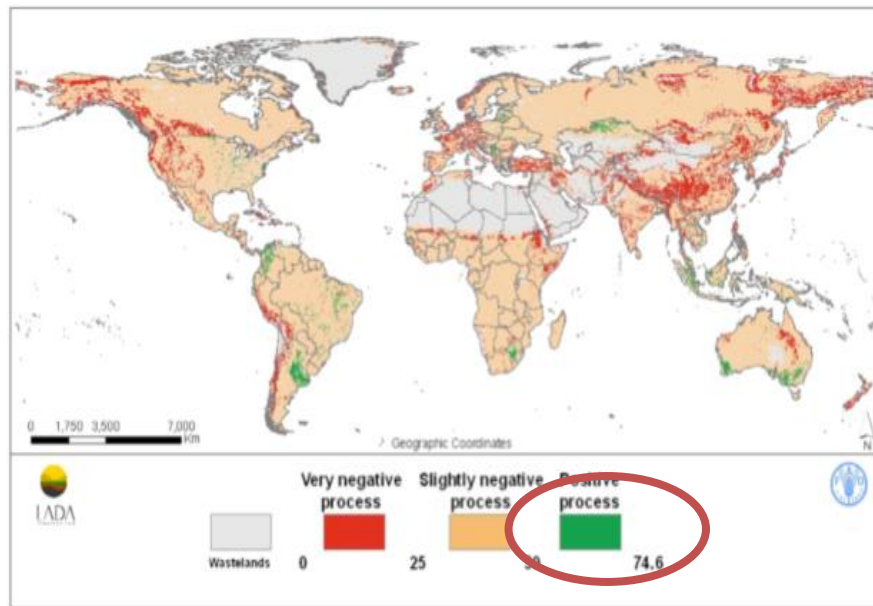 0 1,750 3,500 7,000
Km
Geographic Coordinates
N
LADA
Very negative process
Slightly negative process
Positive process
Wastelands
0 25 50 74.6